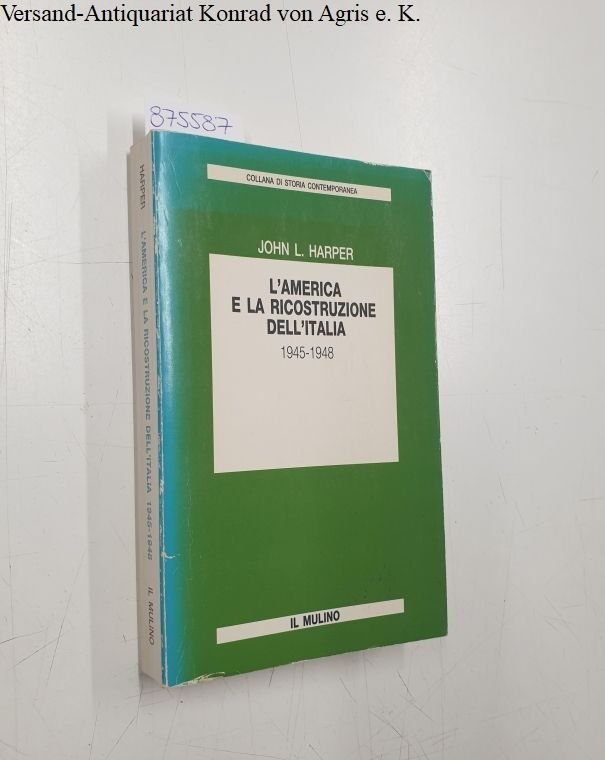 Versand-Antiquariat Konrad von Agris e. K.
875587
COLLANA DI STORIA CONTEMPORANEA
JOHN L. HARPER
L'AMERICA
E LA RICOSTRUZIONE
DELL'ITALIA
1945-1948
IL MULINO
HARPER L'AMERICA E LA RICOSTRUZIONE DELL'ITALIA 1945-1948 IL MULINO